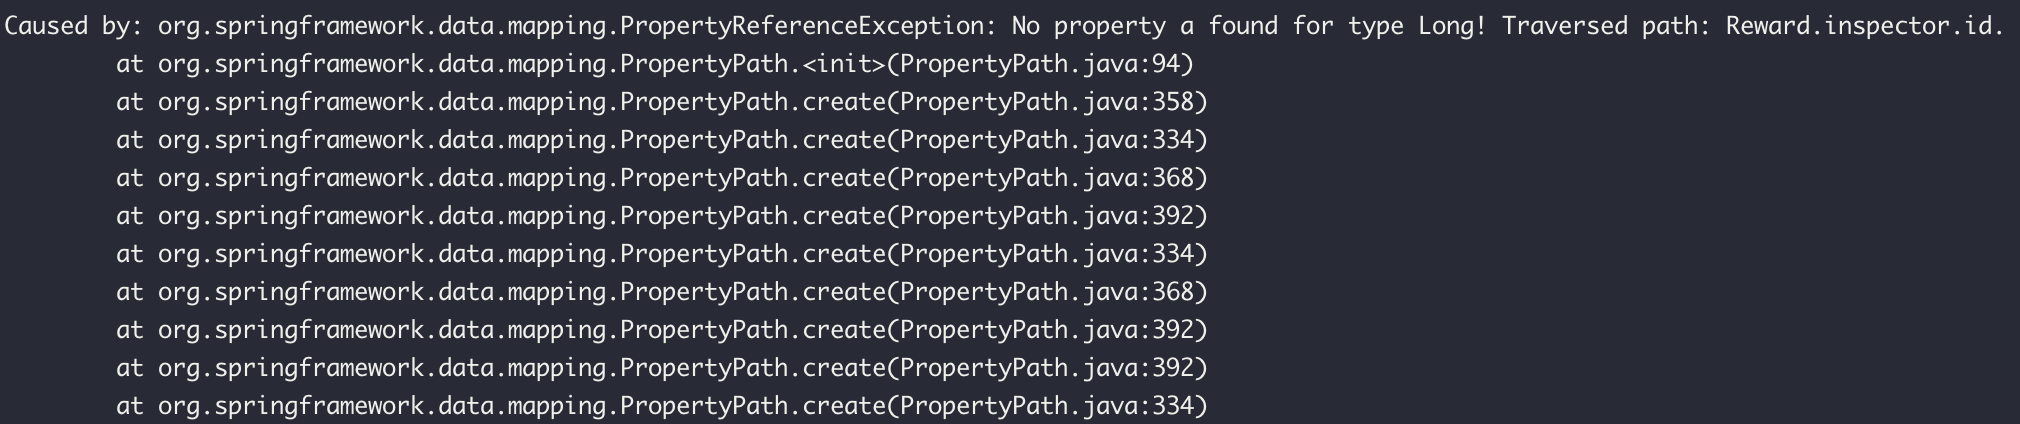 Caused by: org.springframework.data.mapping.PropertyReferenceException: No property a found for type Long! Traversed path: Reward.inspector.id.
at org.springframework.data.mapping.PropertyPath.<init>(PropertyPath.java:94)
at org.springframework.data.mapping.PropertyPath.create(PropertyPath.java:358)
at org.springframework.data.mapping.PropertyPath.create(PropertyPath.java:334)
at org.springframework.data.mapping.PropertyPath.create(PropertyPath.java:368)
at org.springframework.data.mapping.PropertyPath.create(PropertyPath.java:392)
at org.springframework.data.mapping.PropertyPath.create(PropertyPath.java:334)
at org.springframework.data.mapping.PropertyPath.create(PropertyPath.java:368)
at org.springframework.data.mapping.PropertyPath.create(PropertyPath.java:392)
at org.springframework.data.mapping.PropertyPath.create(PropertyPath.java:392)
at org.springframework.data.mapping.PropertyPath.create(PropertyPath.java:334)